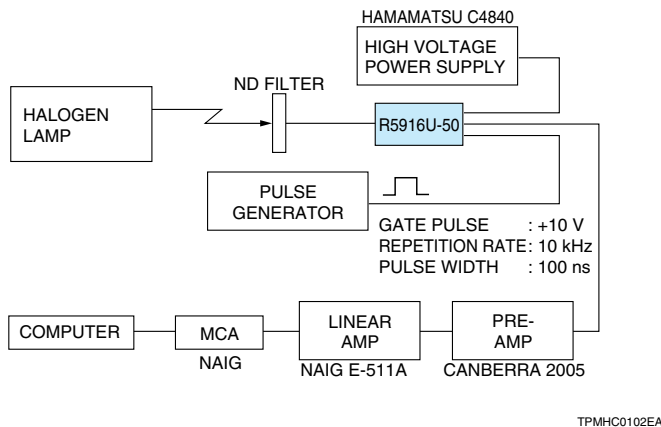 HAMAMATSU C4840
HIGH VOLTAGE
POWER SUPPLY
ND FILTER
HALOGEN
LAMP
R5916U-50
PULSE
GENERATOR
GATE PULSE : +10 V
REPETITION RATE: 10 kHz
PULSE WIDTH : 100 ns
COMPUTER
MCA
NAIG
LINEAR
AMP
NAIG E-511A
PRE-
AMP
CANBERRA 2005
TPMHC0102EA